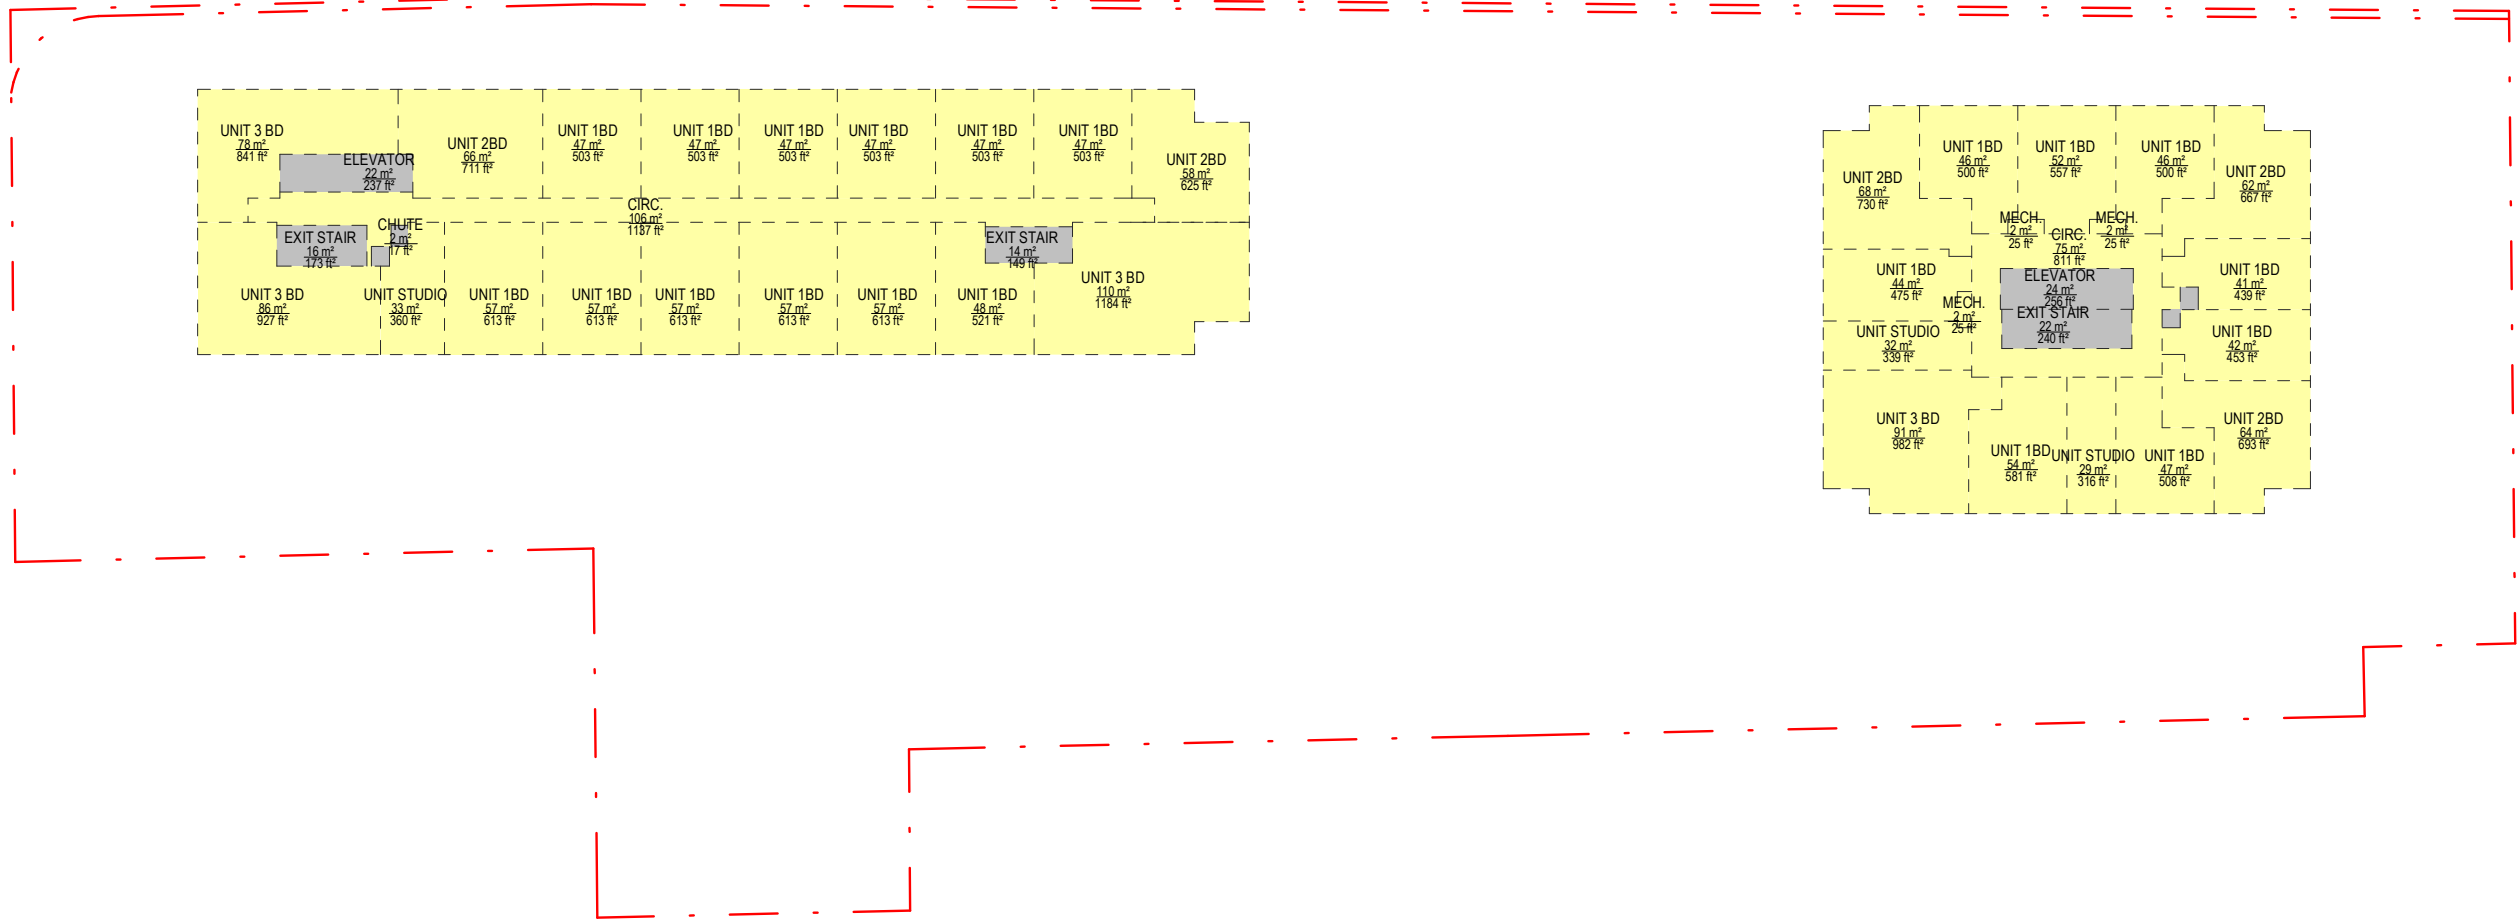 UNIT 3 BD
78 m²
841 ft²
ELEVATOR
22 m²
237 ft²
UNIT 2BD
66 m²
711 ft²
UNIT 1BD
47 m²
503 ft²
UNIT 1BD
47 m²
503 ft²
UNIT 1BD
47 m²
503 ft²
UNIT 1BD
47 m²
503 ft²
UNIT 1BD
47 m²
503 ft²
UNIT 1BD
47 m²
503 ft²
UNIT 2BD
58 m²
625 ft²
CIRC.
106 m²
1137 ft²
EXIT STAIR
16 m²
173 ft²
CHUTE
2 m²
17 ft²
EXIT STAIR
14 m²
149 ft²
UNIT 3 BD
86 m²
927 ft²
UNIT STUDIO
33 m²
360 ft²
UNIT 1BD
57 m²
613 ft²
UNIT 1BD
57 m²
613 ft²
UNIT 1BD
57 m²
613 ft²
UNIT 1BD
57 m²
613 ft²
UNIT 1BD
57 m²
613 ft²
UNIT 1BD
48 m²
521 ft²
UNIT 3 BD
110 m²
1184 ft²
UNIT 2BD
68 m²
730 ft²
UNIT 1BD
46 m²
500 ft²
UNIT 1BD
52 m²
557 ft²
UNIT 1BD
46 m²
500 ft²
UNIT 2BD
62 m²
667 ft²
MECH.
2 m²
25 ft²
MECH.
2 m²
25 ft²
CIRC.
75 m²
811 ft²
UNIT 1BD
44 m²
475 ft²
ELEVATOR
24 m²
256 ft²
UNIT 1BD
41 m²
439 ft²
MECH.
2 m²
25 ft²
EXIT STAIR
22 m²
240 ft²
UNIT STUDIO
32 m²
339 ft²
UNIT 1BD
42 m²
453 ft²
UNIT 3 BD
91 m²
982 ft²
UNIT 1BD
54 m²
581 ft²
UNIT STUDIO
29 m²
316 ft²
UNIT 1BD
47 m²
508 ft²
UNIT 2BD
64 m²
693 ft²